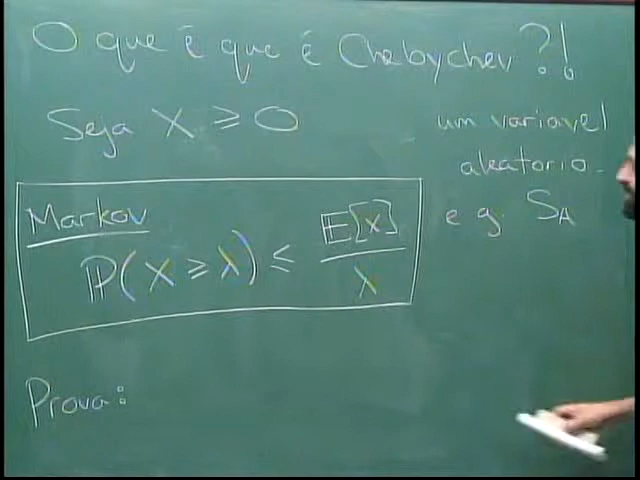 O que é que é Chebychev?!
Seja X ≥ 0 um variavel
aleatorio.
e.g. S_A
Markov
P(X ≥ λ) ≤ E[X] / λ
Prova: